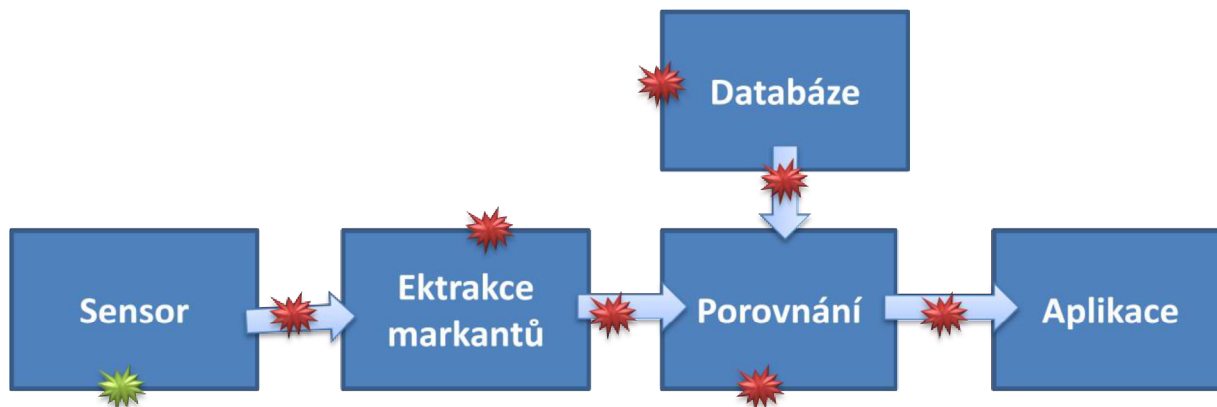 Databáze
Sensor
Ektrakce
markantů
Porovnání
Aplikace